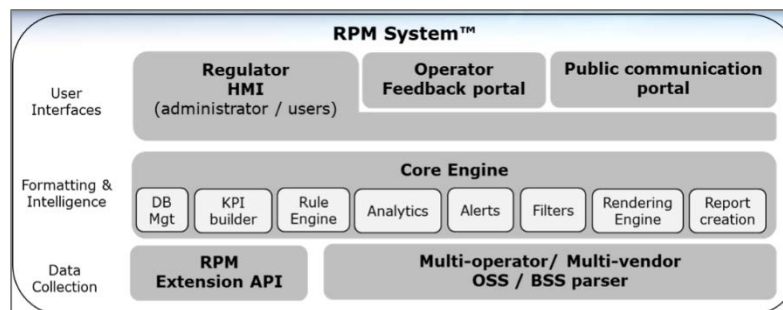 RPM System™
User
Interfaces
Regulator
HMI
(administrator / users)
Operator
Feedback portal
Public communication
portal
Formatting &
Intelligence
Core Engine
DB
Mgt
KPI
builder
Rule
Engine
Analytics
Alerts
Filters
Rendering
Engine
Report
creation
Data
Collection
RPM
Extension API
Multi-operator/ Multi-vendor
OSS / BSS parser